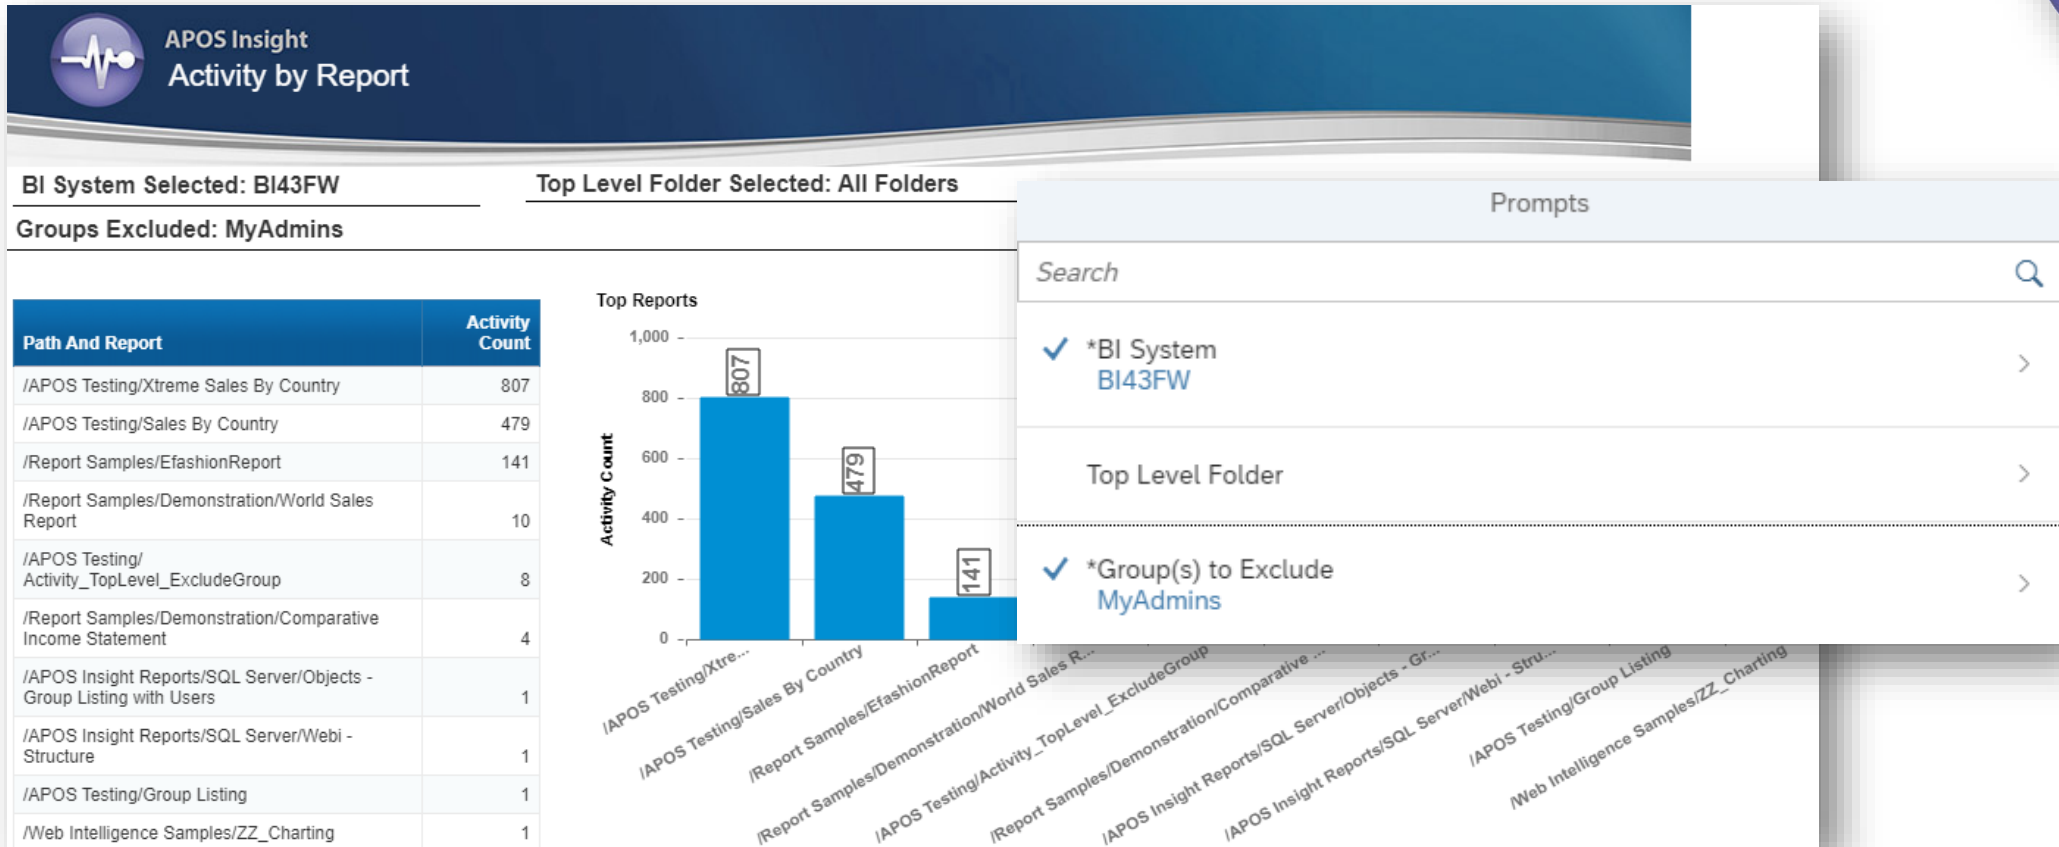 APOS Insight
Activity by Report
BI System Selected: BI43FW
Top Level Folder Selected: All Folders
Groups Excluded: MyAdmins
Path And Report
Activity
Count
/APOS Testing/Xtreme Sales By Country
807
/APOS Testing/Sales By Country
479
/Report Samples/EfashionReport
141
/Report Samples/Demonstration/World Sales
Report
10
/APOS Testing/
Activity_TopLevel_ExcludeGroup
8
/Report Samples/Demonstration/Comparative
Income Statement
4
/APOS Insight Reports/SQL Server/Objects -
Group Listing with Users
1
/APOS Insight Reports/SQL Server/Webi -
Structure
1
/APOS Testing/Group Listing
1
/Web Intelligence Samples/ZZ_Charting
1
Top Reports
Activity Count
1,000
800
600
400
200
0
807
479
141
/APOS Testing/Xtre...
/APOS Testing/Sales By Country
/Report Samples/EfashionReport
/Report Samples/Demonstration/World Sales R...
/APOS Testing/Activity_TopLevel_ExcludeGroup
/Report Samples/Demonstration/Comparative ...
/APOS Insight Reports/SQL Server/Objects - Gr...
/APOS Insight Reports/SQL Server/Webi - Stru...
/APOS Testing/Group Listing
/Web Intelligence Samples/ZZ_Charting
Prompts
Search
*BI System
BI43FW
Top Level Folder
*Group(s) to Exclude
MyAdmins